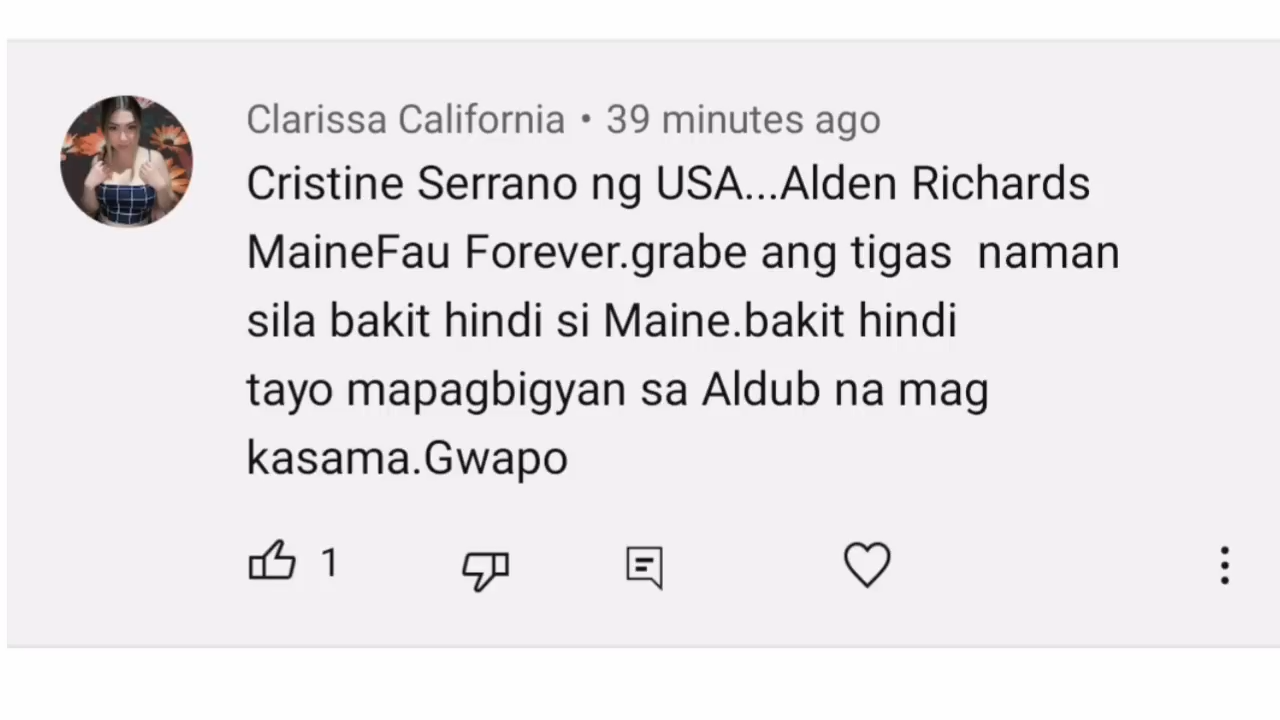 Clarissa California • 39 minutes ago
Cristine Serrano ng USA...Alden Richards
MaineFau Forever.grabe ang tigas  naman
sila bakit hindi si Maine.bakit hindi
tayo mapagbigyan sa Aldub na mag
kasama.Gwapo
1